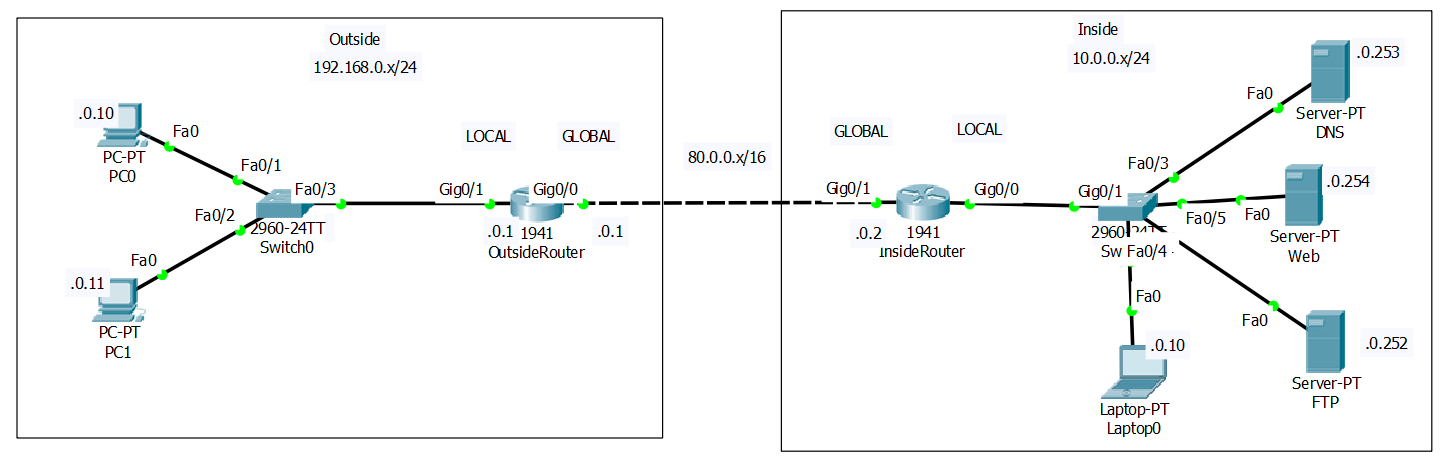 Outside
192.168.0.x/24
.0.10
Fa0
PC-PT
PC0
Fa0/1
Fa0/3
Fa0/2
2960-24TT
Switch0
Fa0
.0.11
PC-PT
PC1
LOCAL
GLOBAL
Gig0/1
Gig0/0
.0.1
1941
.0.1
OutsideRouter
80.0.0.x/16
Inside
10.0.0.x/24
GLOBAL
LOCAL
Gig0/1
Gig0/0
.0.2
1941
InsideRouter
Gig0/1
Fa0/3
Fa0
.0.253
Server-PT
DNS
.0.254
Fa0/5
Fa0
Server-PT
Web
2960-24TT
Sw
Fa0/4
Fa0
.0.10
Laptop-PT
Laptop0
Fa0
.0.252
Server-PT
FTP